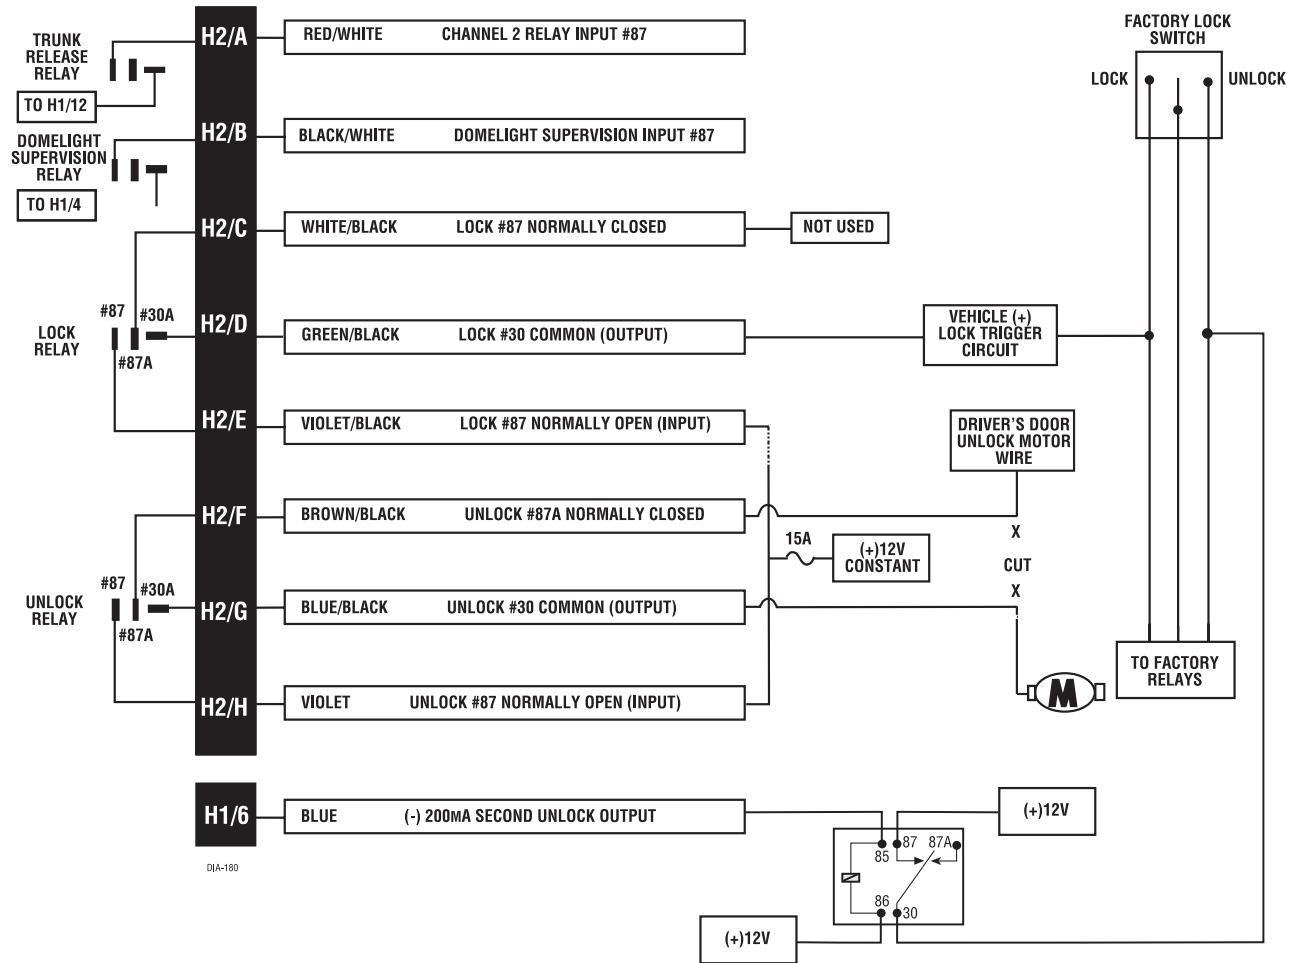 TRUNK
RELEASE
RELAY
TO H1/12
DOMELIGHT
SUPERVISION
RELAY
TO H1/4
H2/A
RED/WHITE CHANNEL 2 RELAY INPUT #87
H2/B
BLACK/WHITE DOMELIGHT SUPERVISION INPUT #87
H2/C
WHITE/BLACK LOCK #87 NORMALLY CLOSED
NOT USED
LOCK
RELAY
#87
#30A
#87A
H2/D
GREEN/BLACK LOCK #30 COMMON (OUTPUT)
VEHICLE (+)
LOCK TRIGGER
CIRCUIT
H2/E
VIOLET/BLACK LOCK #87 NORMALLY OPEN (INPUT)
DRIVER'S DOOR
UNLOCK MOTOR
WIRE
H2/F
BROWN/BLACK UNLOCK #87A NORMALLY CLOSED
X
CUT
X
15A
(+)12V
CONSTANT
UNLOCK
RELAY
#87
#30A
#87A
H2/G
BLUE/BLACK UNLOCK #30 COMMON (OUTPUT)
H2/H
VIOLET UNLOCK #87 NORMALLY OPEN (INPUT)
M
FACTORY LOCK
SWITCH
LOCK
UNLOCK
TO FACTORY
RELAYS
H1/6
BLUE (-) 200MA SECOND UNLOCK OUTPUT
(+)12V
85
87
87A
86
30
(+)12V
DIA-180